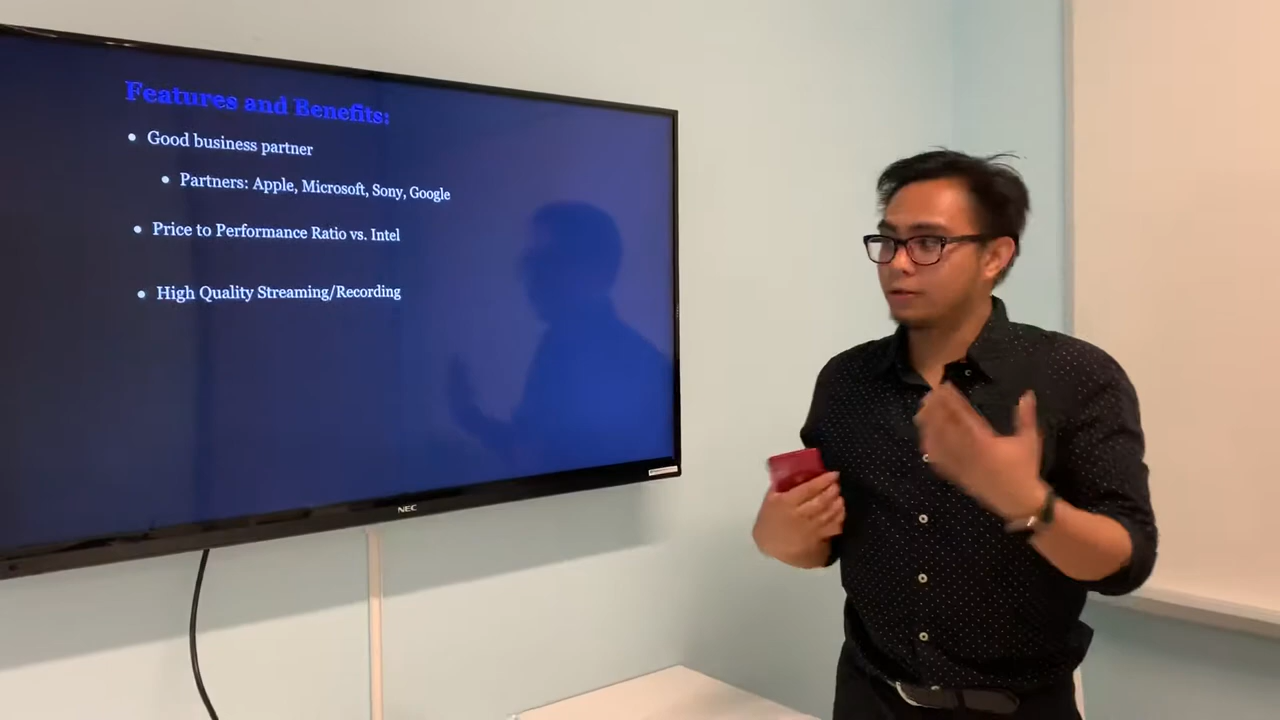 Features and Benefits:
Good business partner
Partners: Apple, Microsoft, Sony, Google
Price to Performance Ratio vs. Intel
High Quality Streaming/Recording
NEC